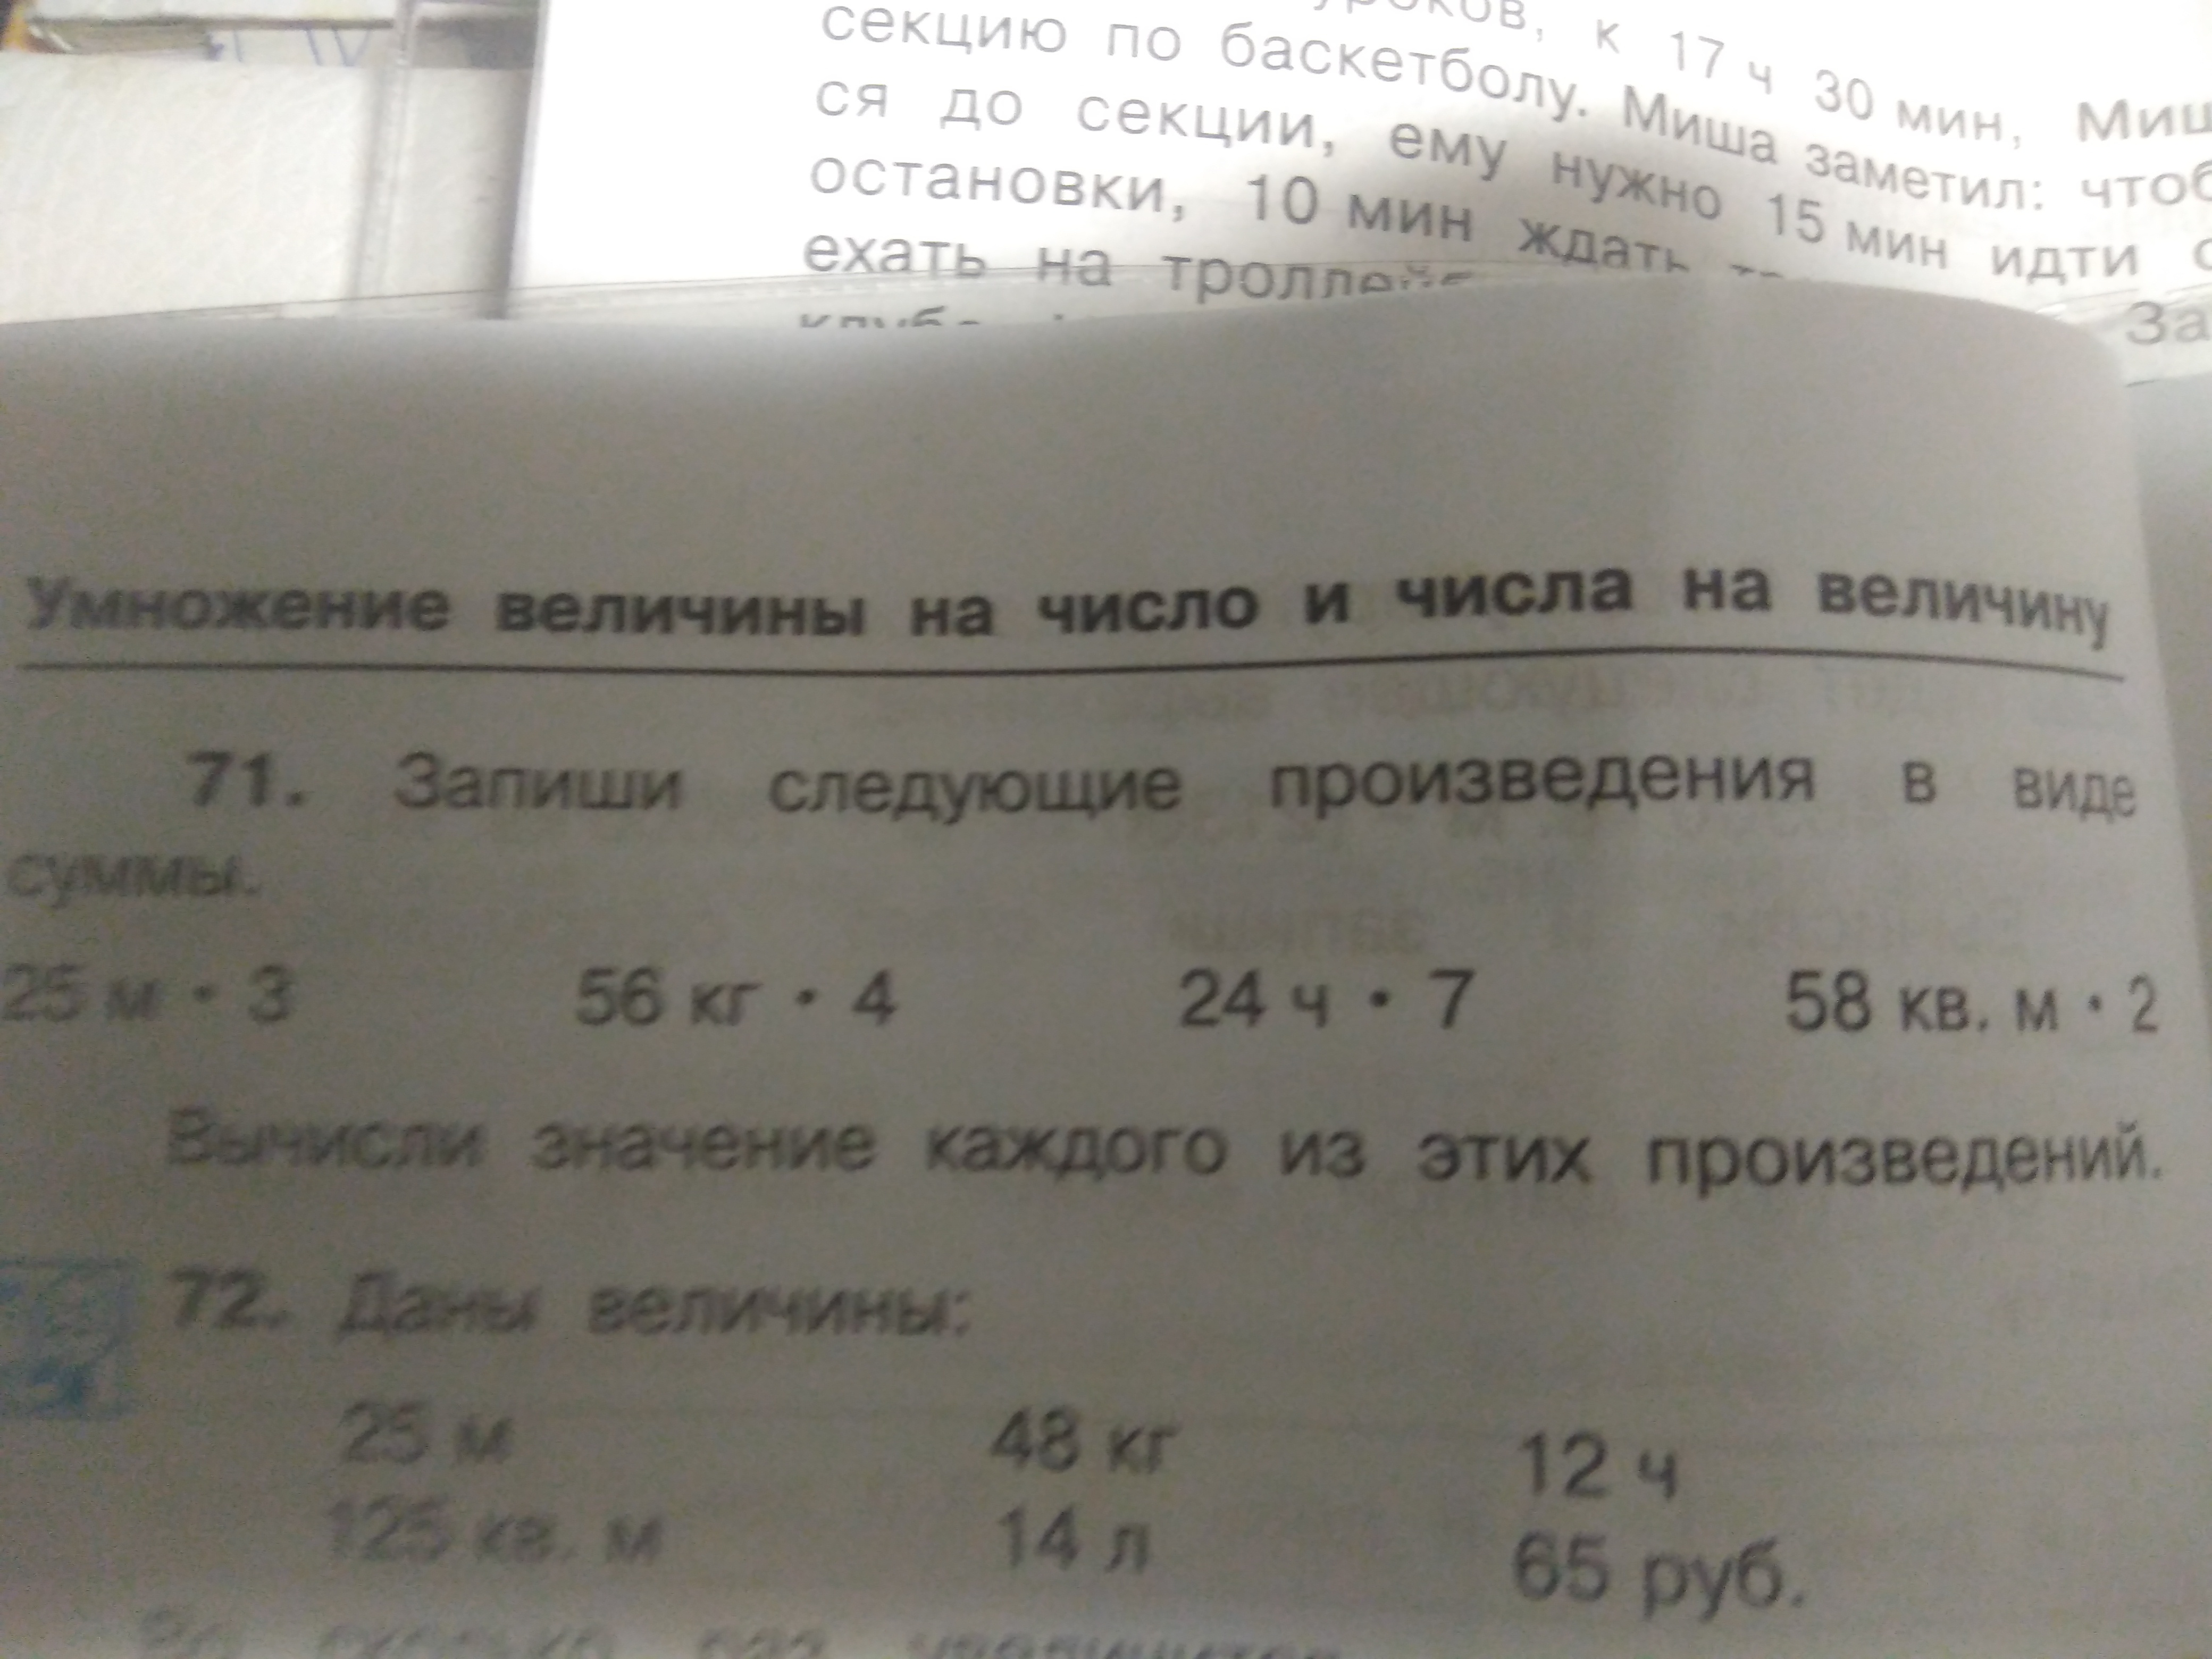 к 17 ч 30 мин,
секцию по баскетболу. Миша заметил:
ся до секции, ему нужно 15 мин идти
остановки, 10 мин ждать
ехать на
Умножение величины на число и числа на величину
71. Запиши следующие произведения в виде
суммы.
25 м · 3 56 кг · 4 24 ч · 7 58 кв. м · 2
Вычисли значение каждого из этих произведений.
72. Даны величины:
25 м 48 кг 12 ч
125 кв. м 14 л 65 руб.